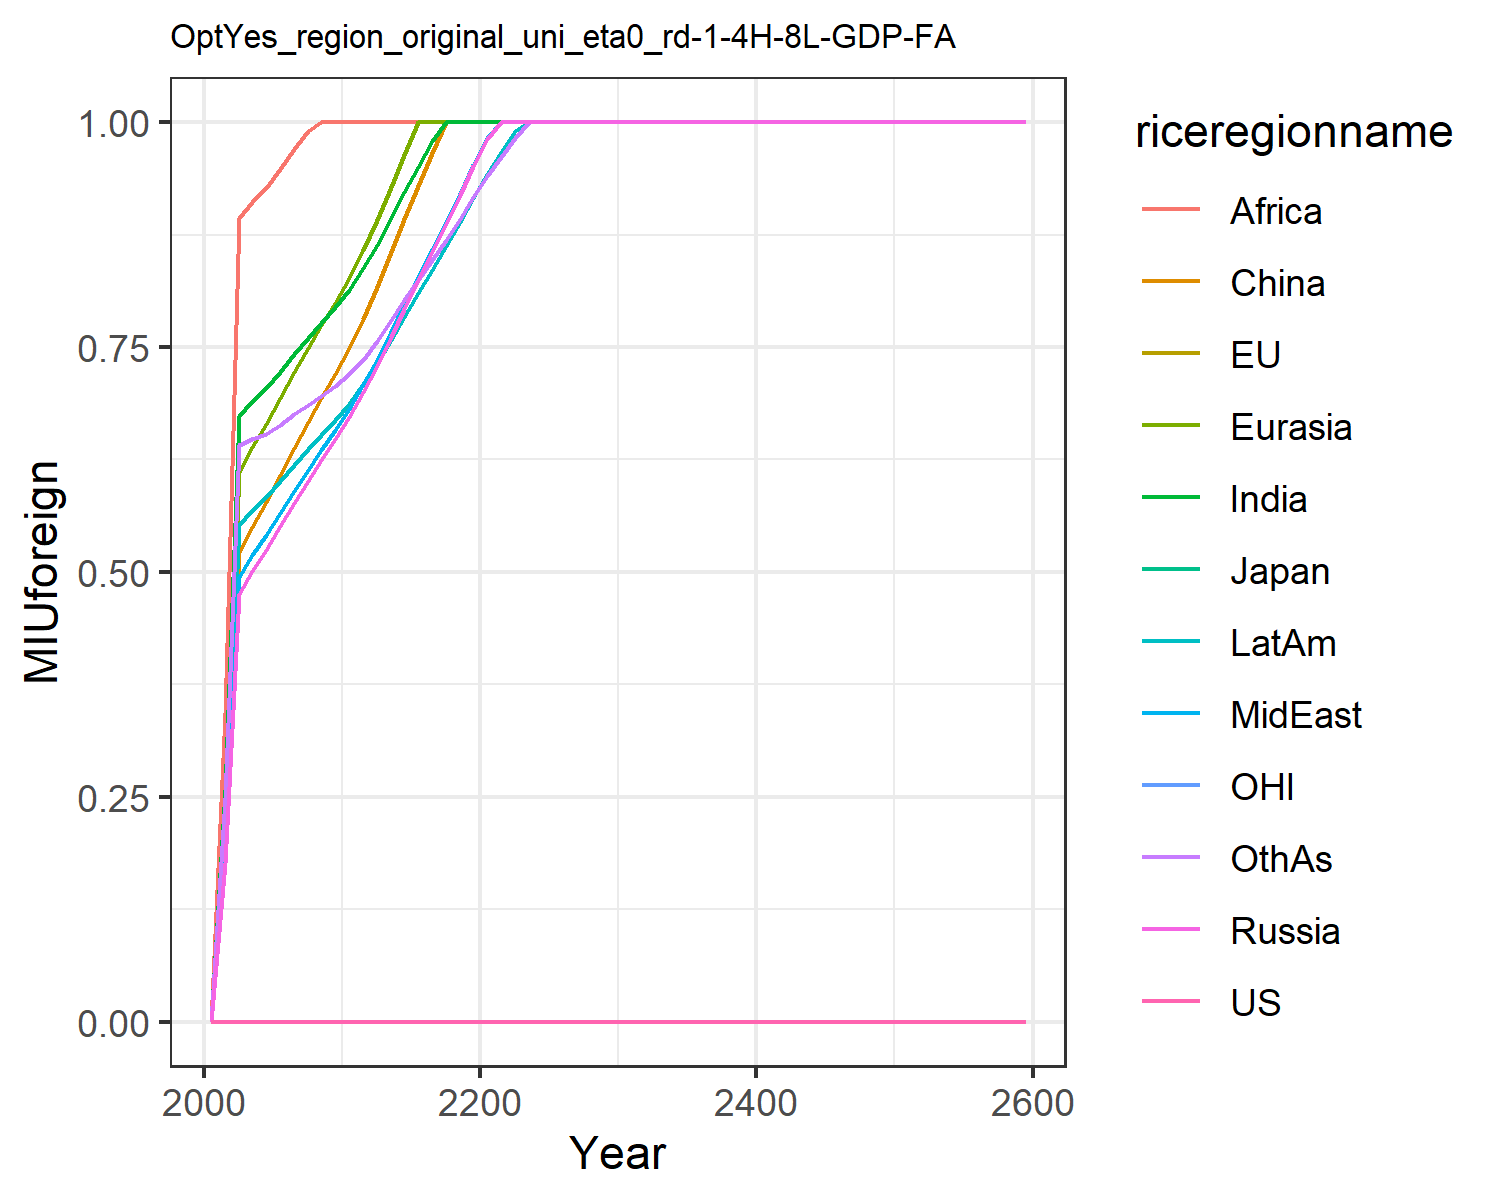 OptYes_region_original_uni_eta0_rd-1-4H-8L-GDP-FA
1.00
0.75
0.50
0.25
0.00
MIUforeign
2000 2200 2400 2600
Year
riceregionname
Africa
China
EU
Eurasia
India
Japan
LatAm
MidEast
OHI
OthAs
Russia
US